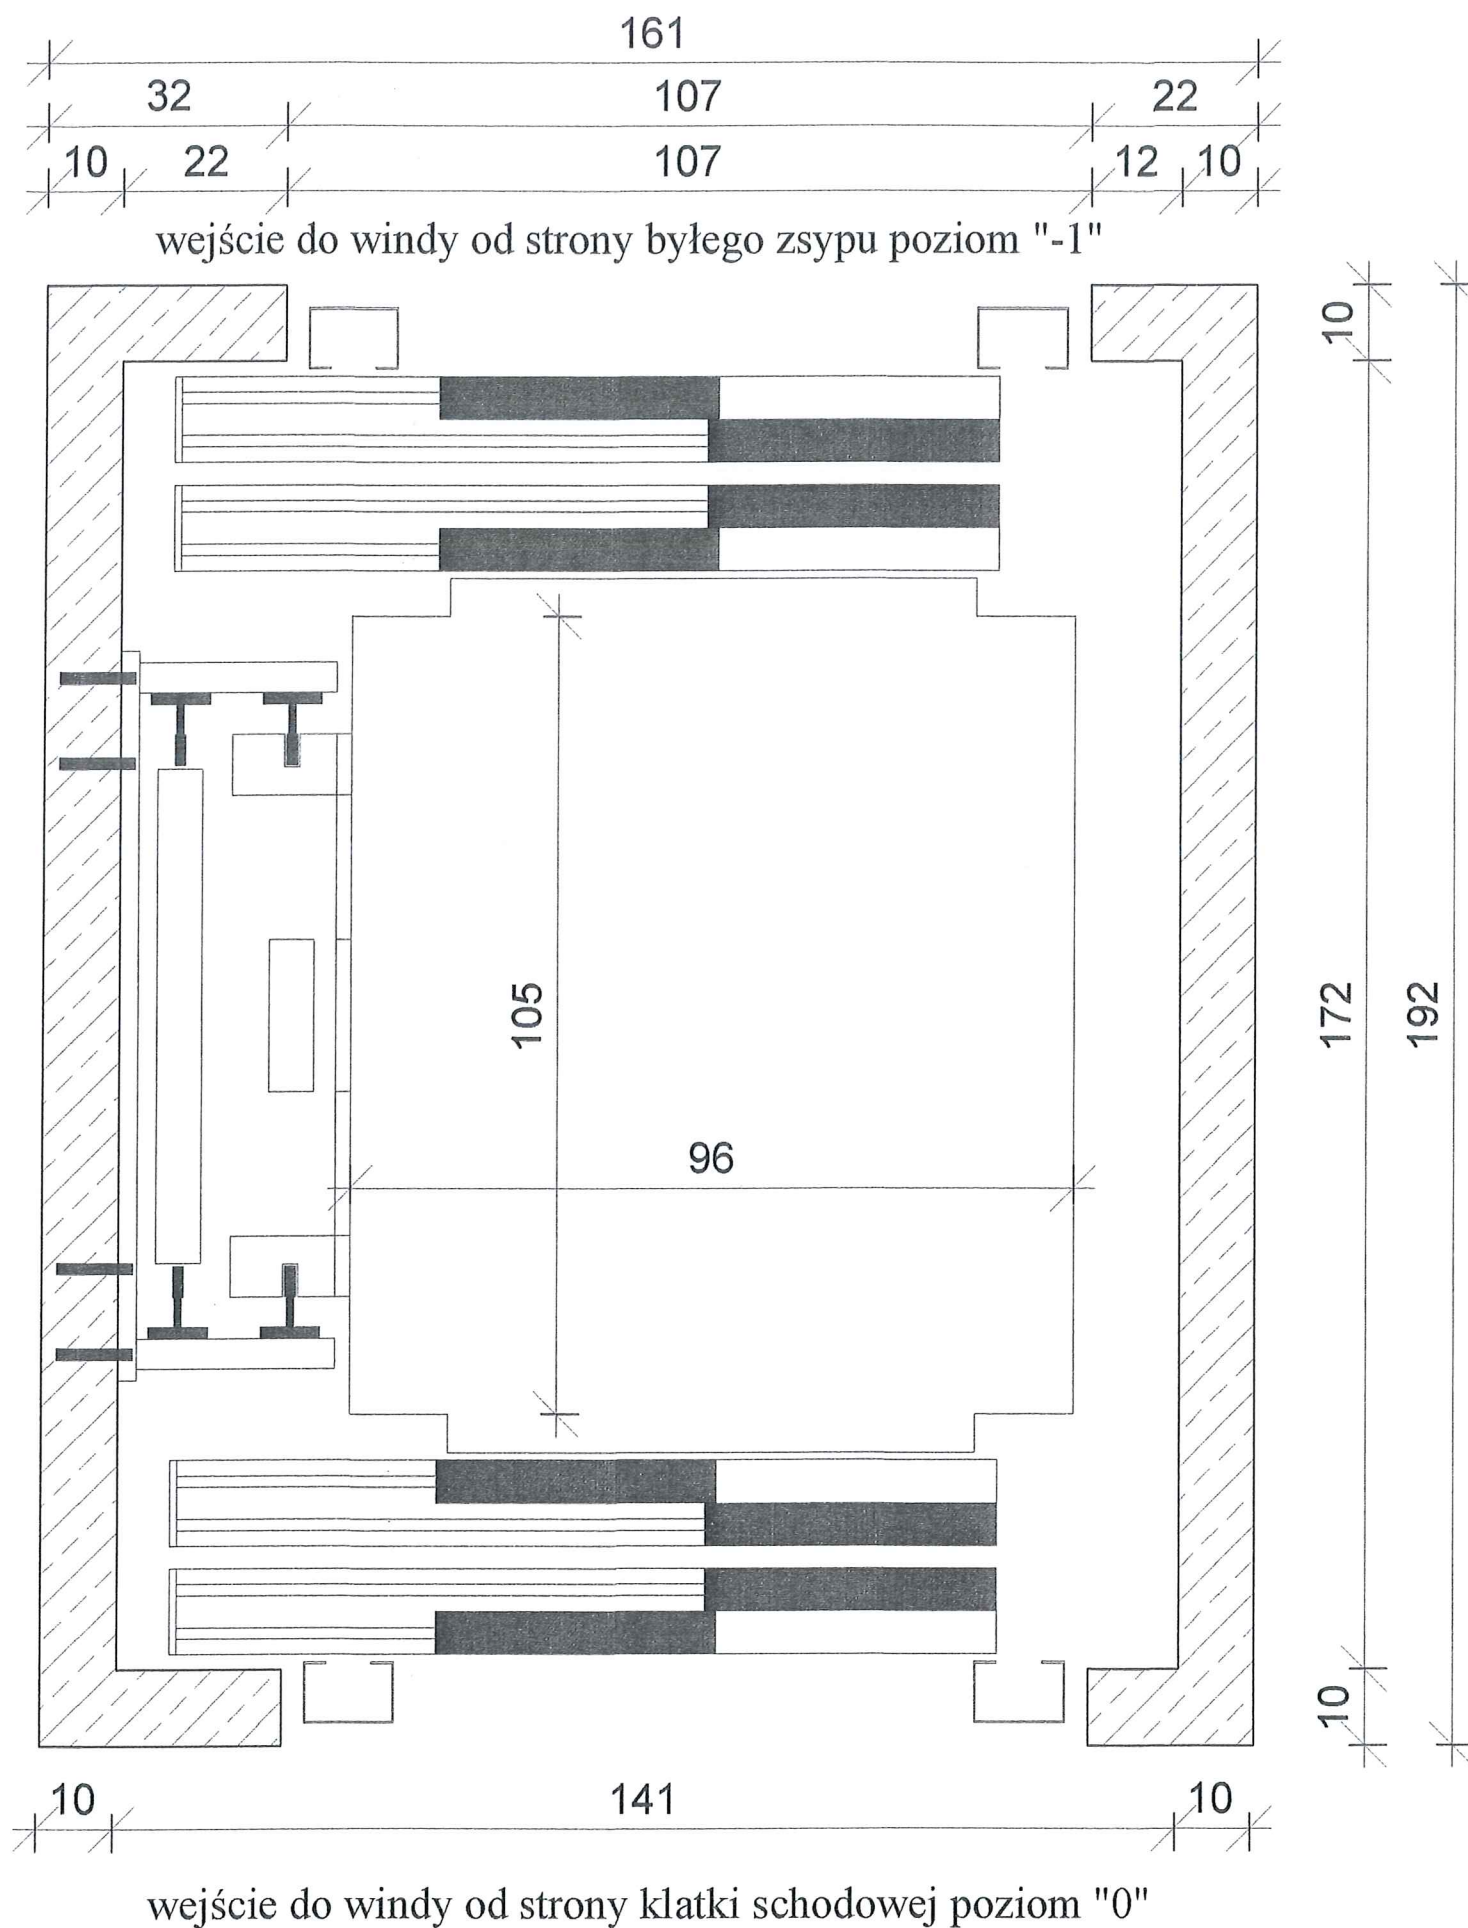 161
32 107 22
10 22 107 12 10
wejście do windy od strony byłego zsypu poziom "-1"
10
105
172
192
96
10
10 141 10
wejście do windy od strony klatki schodowej poziom "0"